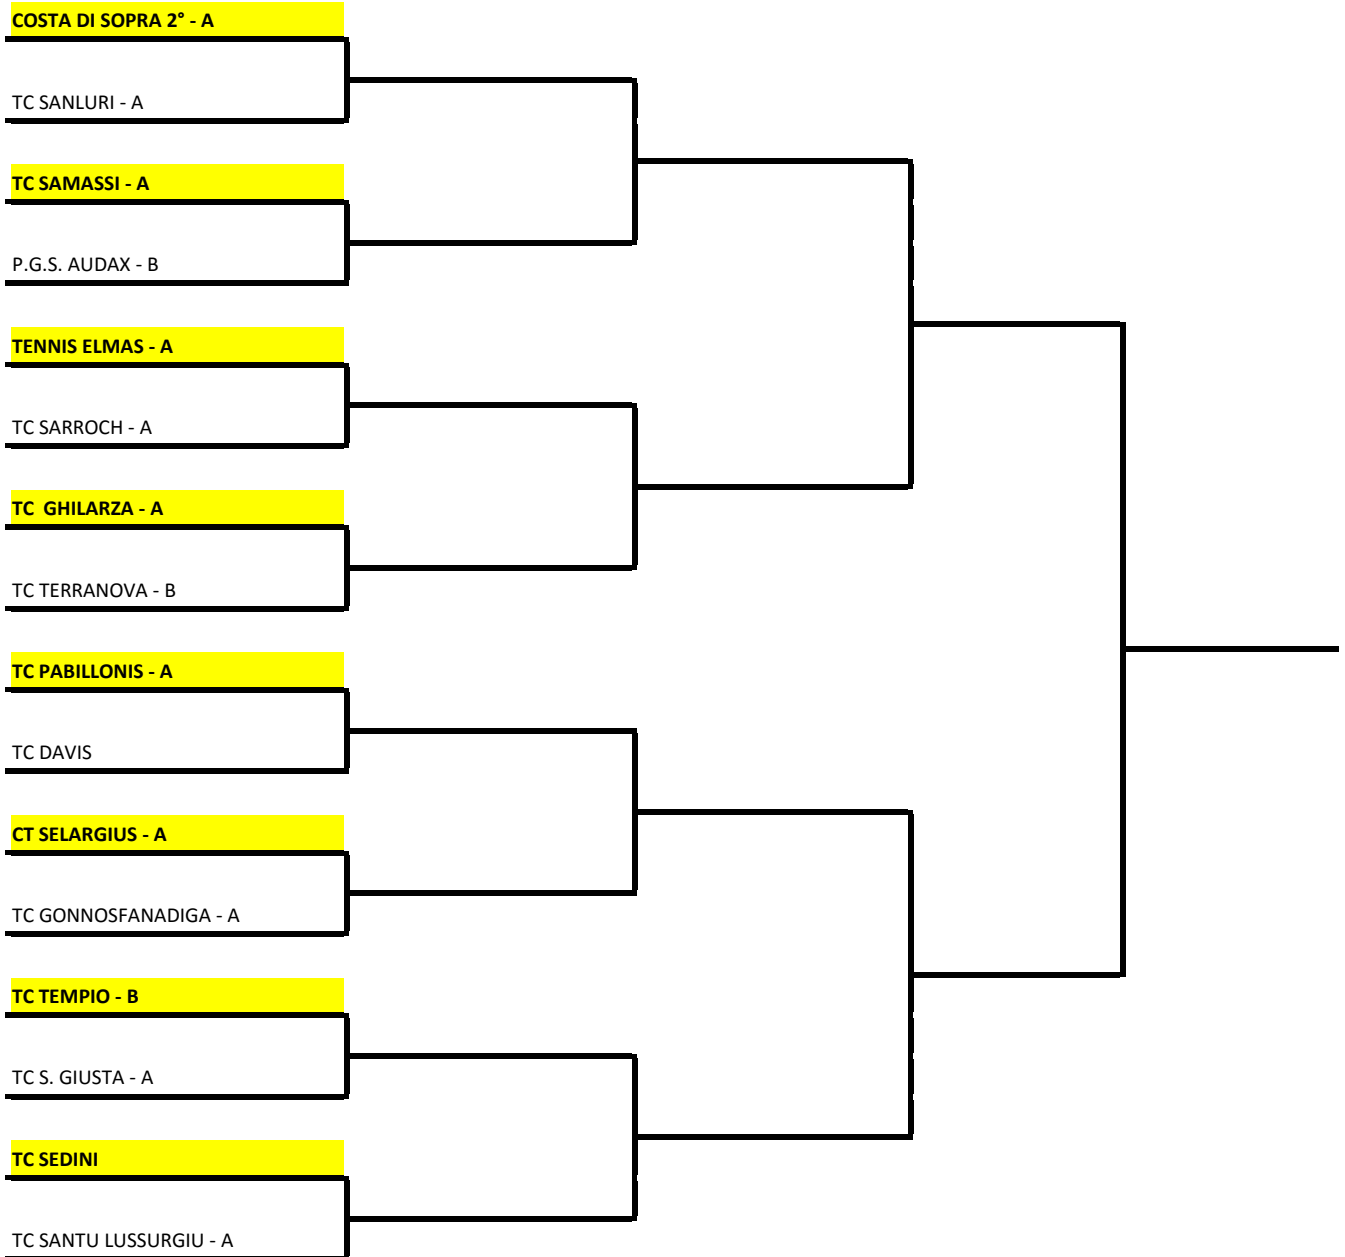 COSTA DI SOPRA 2° - A
TC SANLURI - A
TC SAMASSI - A
P.G.S. AUDAX - B
TENNIS ELMAS - A
TC SARROCH - A
TC  GHILARZA - A
TC TERRANOVA - B
TC PABILLONIS - A
TC DAVIS
CT SELARGIUS - A
TC GONNOSFANADIGA - A
TC TEMPIO - B
TC S. GIUSTA - A
TC SEDINI
TC SANTU LUSSURGIU - A